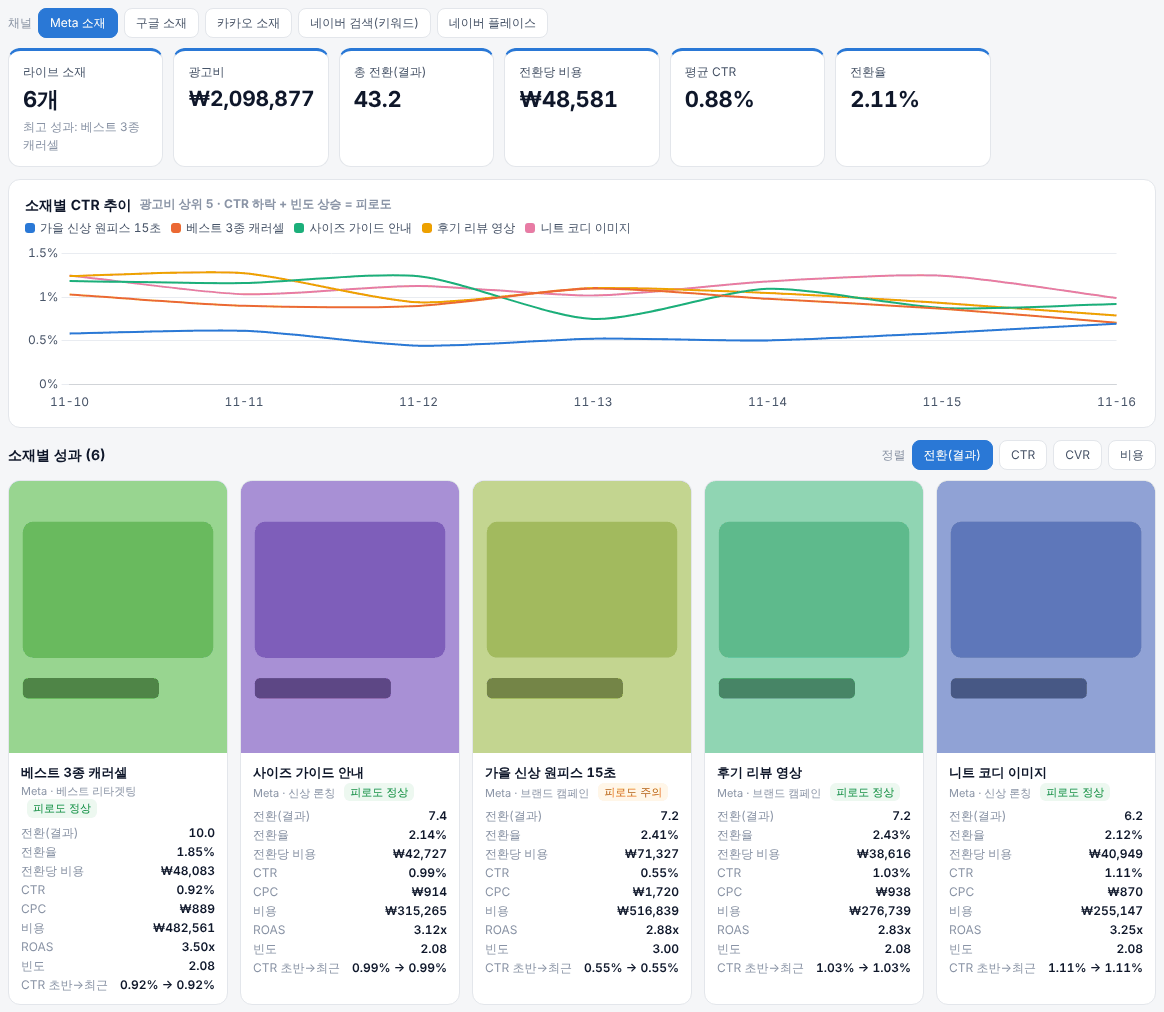 채널 Meta 소재 구글 소재 카카오 소재 네이버 검색(키워드) 네이버 플레이스
라이브 소재
6개
최고 성과: 베스트 3종
캐러셀
광고비
₩2,098,877
총 전환(결과)
43.2
전환당 비용
₩48,581
평균 CTR
0.88%
전환율
2.11%
소재별 CTR 추이 광고비 상위 5 · CTR 하락 + 빈도 상승 = 피로도
가을 신상 원피스 15초 베스트 3종 캐러셀 사이즈 가이드 안내 후기 리뷰 영상 니트 코디 이미지
1.5%
1%
0.5%
0%
11-10 11-11 11-12 11-13 11-14 11-15 11-16
소재별 성과 (6) 정렬 전환(결과) CTR CVR 비용
베스트 3종 캐러셀
Meta · 베스트 리타겟팅
피로도 정상
전환(결과) 10.0
전환율 1.85%
전환당 비용 ₩48,083
CTR 0.92%
CPC ₩889
비용 ₩482,561
ROAS 3.50x
빈도 2.08
CTR 초반→최근 0.92% → 0.92%
사이즈 가이드 안내
Meta · 신상 론칭 피로도 정상
전환(결과) 7.4
전환율 2.14%
전환당 비용 ₩42,727
CTR 0.99%
CPC ₩914
비용 ₩315,265
ROAS 3.12x
빈도 2.08
CTR 초반→최근 0.99% → 0.99%
가을 신상 원피스 15초
Meta · 브랜드 캠페인 피로도 주의
전환(결과) 7.2
전환율 2.41%
전환당 비용 ₩71,327
CTR 0.55%
CPC ₩1,720
비용 ₩516,839
ROAS 2.88x
빈도 3.00
CTR 초반→최근 0.55% → 0.55%
후기 리뷰 영상
Meta · 브랜드 캠페인 피로도 정상
전환(결과) 7.2
전환율 2.43%
전환당 비용 ₩38,616
CTR 1.03%
CPC ₩938
비용 ₩276,739
ROAS 2.83x
빈도 2.08
CTR 초반→최근 1.03% → 1.03%
니트 코디 이미지
Meta · 신상 론칭 피로도 정상
전환(결과) 6.2
전환율 2.12%
전환당 비용 ₩40,949
CTR 1.11%
CPC ₩870
비용 ₩255,147
ROAS 3.25x
빈도 2.08
CTR 초반→최근 1.11% → 1.11%